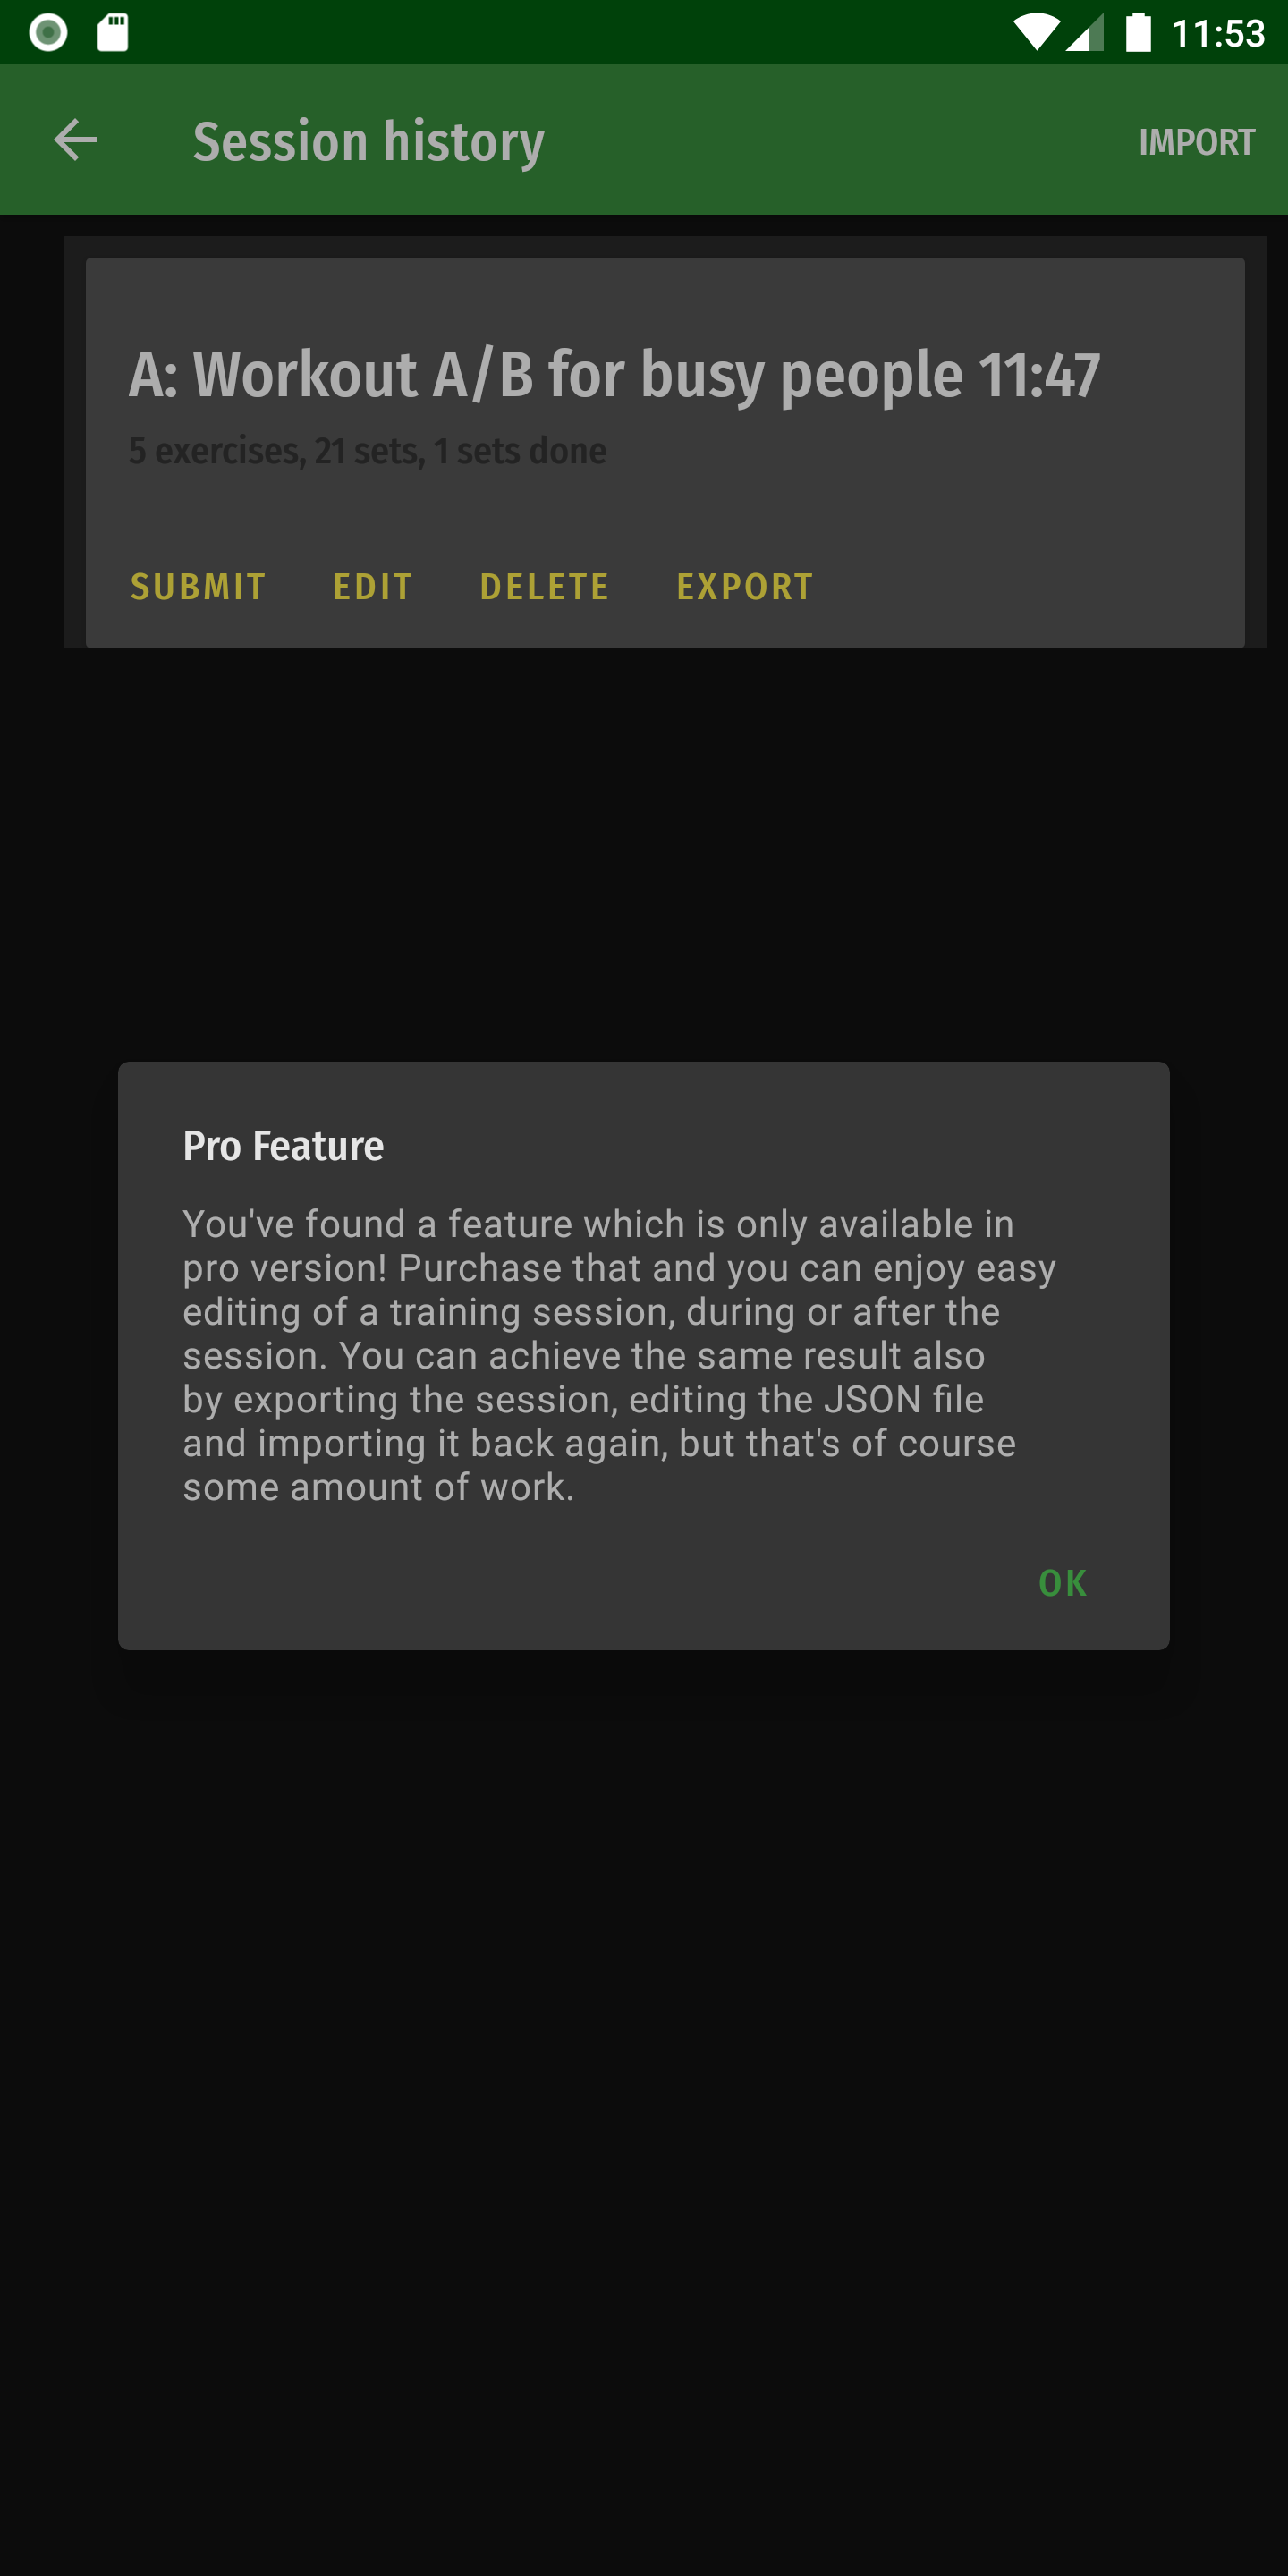 11:53
Session history
IMPORT
A: Workout A/B for busy people 11:47
5 exercises, 21 sets, 1 sets done
SUBMIT EDIT DELETE EXPORT
Pro Feature
You've found a feature which is only available in
pro version! Purchase that and you can enjoy easy
editing of a training session, during or after the
session. You can achieve the same result also
by exporting the session, editing the JSON file
and importing it back again, but that's of course
some amount of work.
OK